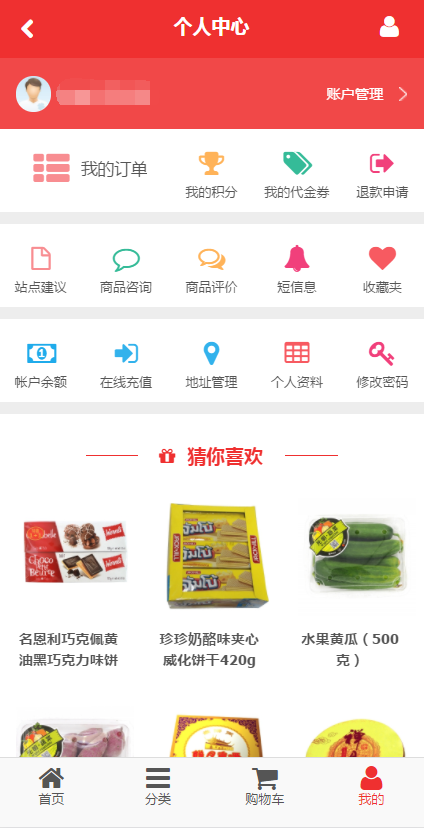 个人中心
账户管理
我的订单
我的积分
我的代金券
退款申请
站点建议
商品咨询
商品评价
短信息
收藏夹
帐户余额
在线充值
地址管理
个人资料
修改密码
猜你喜欢
名恩利巧克佩黄
油黑巧克力味饼
珍珍奶酪味夹心
威化饼干420g
水果黄瓜（500
克）
首页
分类
购物车
我的